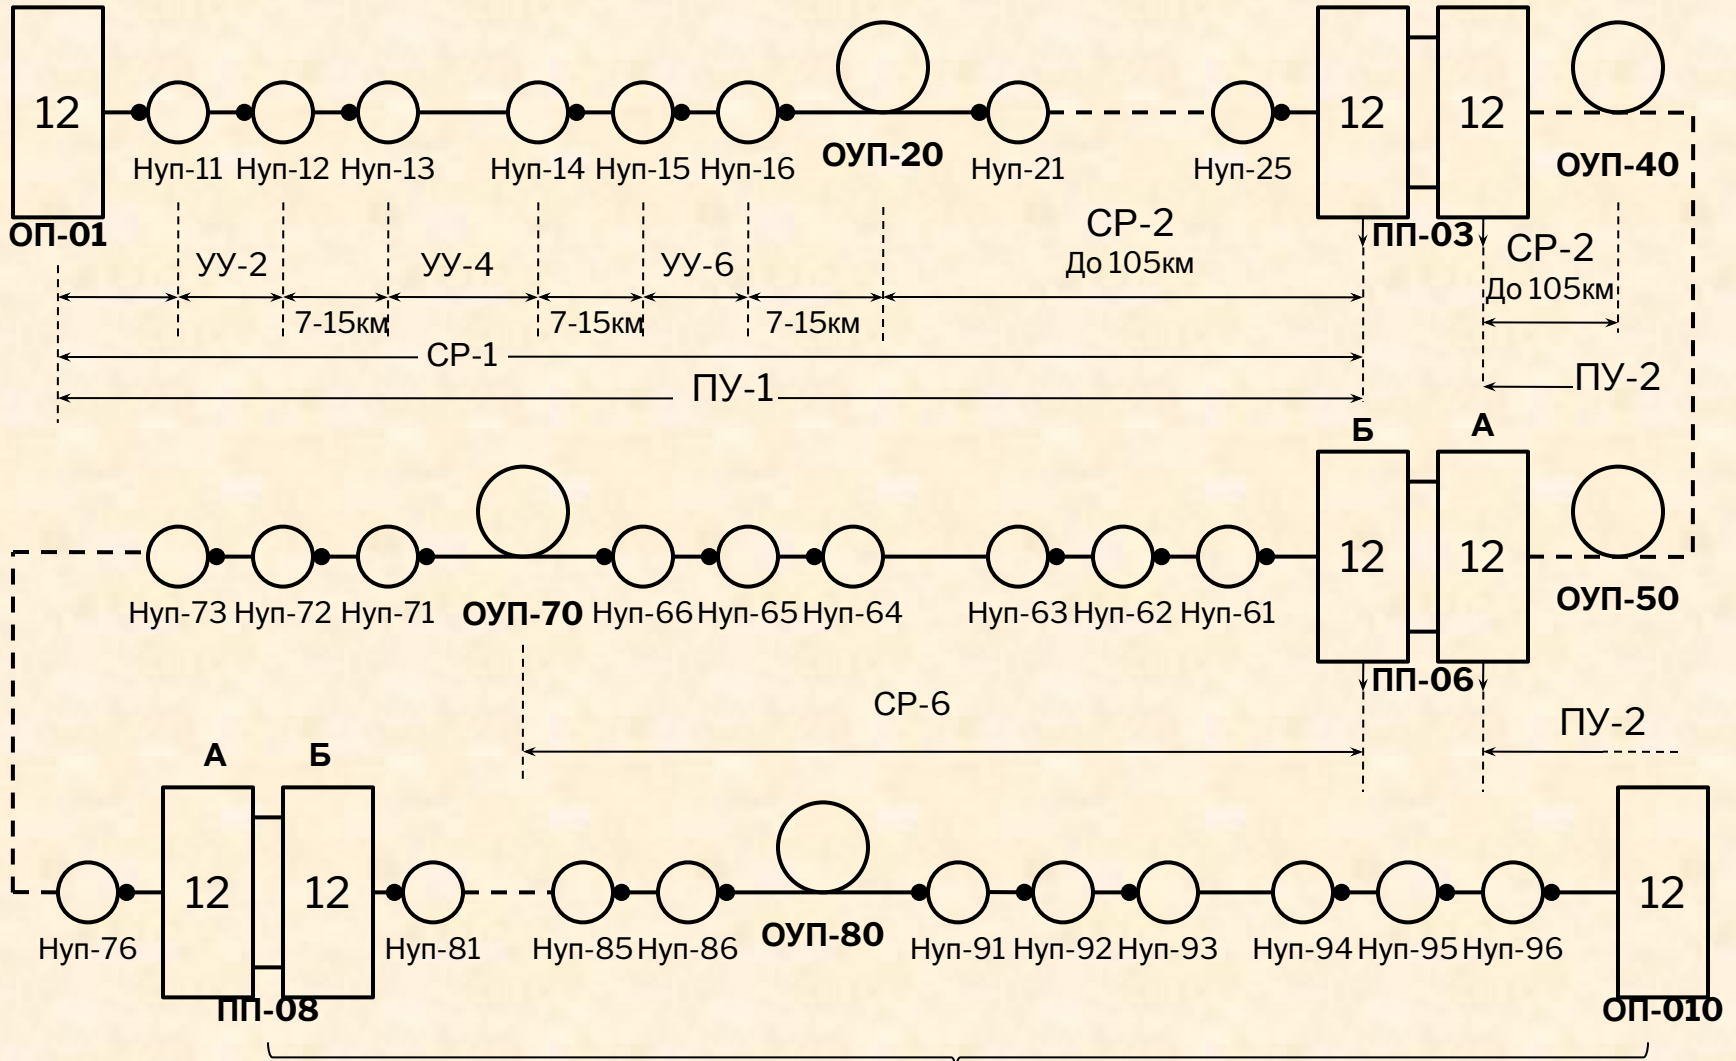 12
12
12
Нуп-11 Нуп-12 Нуп-13 Нуп-14 Нуп-15 Нуп-16 ОУП-20 Нуп-21 Нуп-25 ОУП-40
ОП-01
ПП-03
СР-2
До 105км
СР-2
До 105км
УУ-2 УУ-4 УУ-6
7-15км 7-15км 7-15км
СР-1
ПУ-1
ПУ-2
Б А
12 12
Нуп-73 Нуп-72 Нуп-71 ОУП-70 Нуп-66 Нуп-65 Нуп-64 Нуп-63 Нуп-62 Нуп-61 ОУП-50
ПП-06
СР-6
ПУ-2
А Б
12 12 12
Нуп-76 Нуп-81 Нуп-85 Нуп-86 ОУП-80 Нуп-91 Нуп-92 Нуп-93 Нуп-94 Нуп-95 Нуп-96
ПП-08 ОП-010